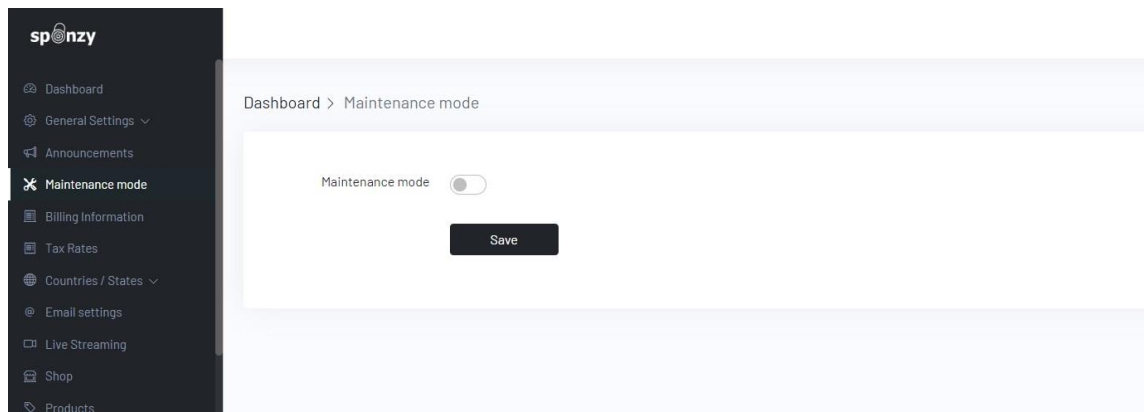 sponzy
Dashboard
General Settings
Announcements
Maintenance mode
Billing Information
Tax Rates
Countries / States
@ Email settings
Live Streaming
Shop
Products
Dashboard > Maintenance mode
Maintenance mode
Save